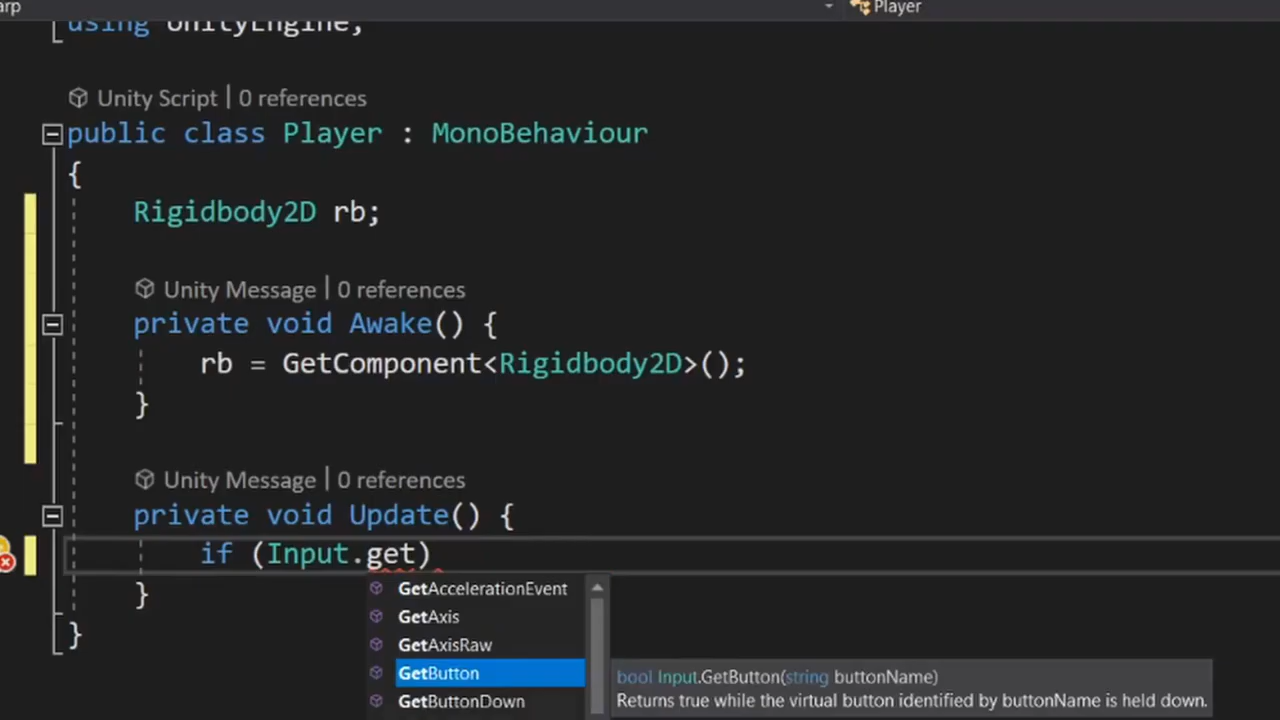 arp Player
using UnityEngine;
Unity Script | 0 references
public class Player : MonoBehaviour
{
Rigidbody2D rb;
Unity Message | 0 references
private void Awake() {
rb = GetComponent<Rigidbody2D>();
}
Unity Message | 0 references
private void Update() {
if (Input.get)
}
}
GetAccelerationEvent
GetAxis
GetAxisRaw
GetButton
GetButtonDown
bool Input.GetButton(string buttonName)
Returns true while the virtual button identified by buttonName is held down.